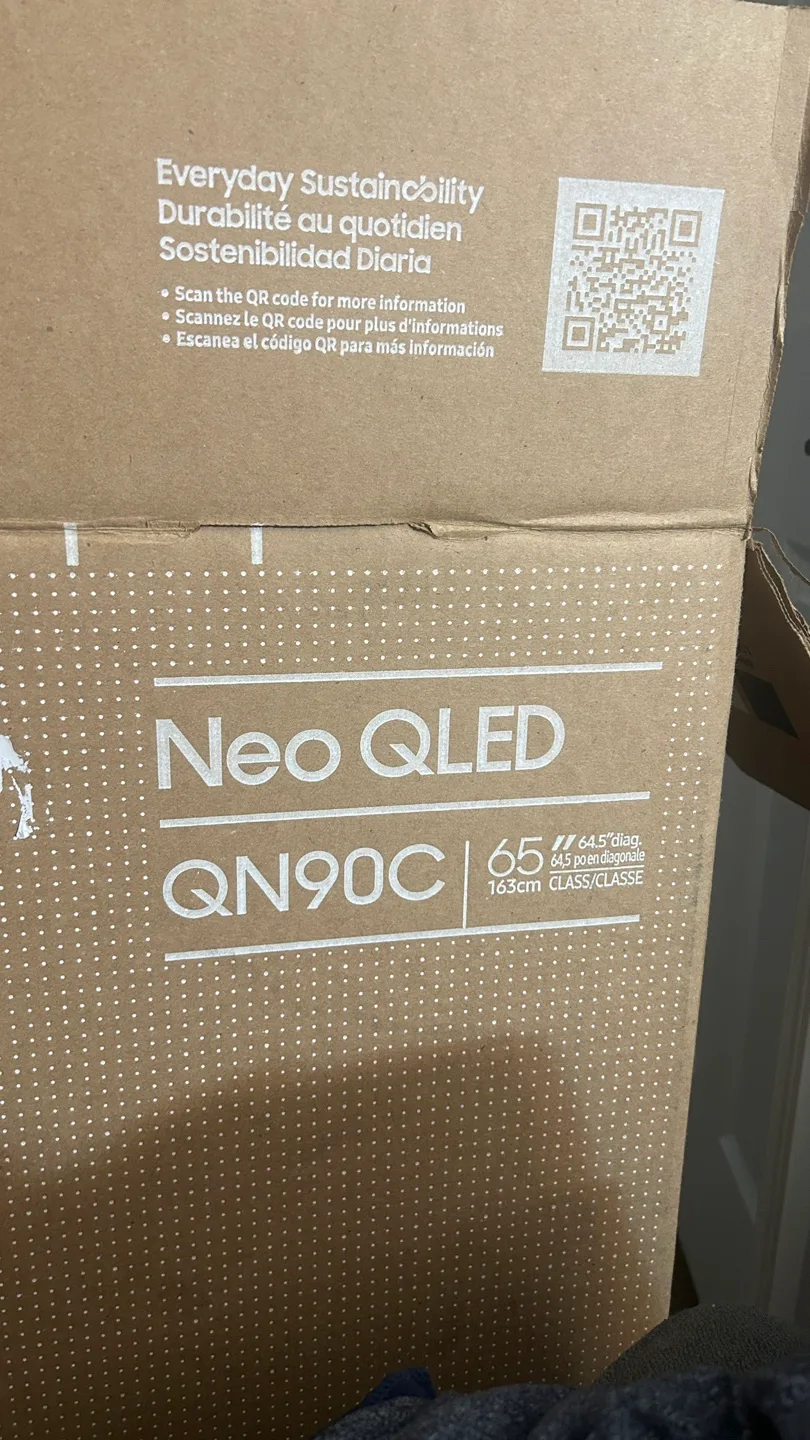 Everyday Sustainability
Durabilité au quotidien
Sostenibilidad Diaria
• Scan the QR code for more information
• Scannez le QR code pour plus d'informations
• Escanea el código QR para más información
Neo QLED
QN90C
65" 64.5"diag.
64,5 po en diagonale
163cm CLASS/CLASSE